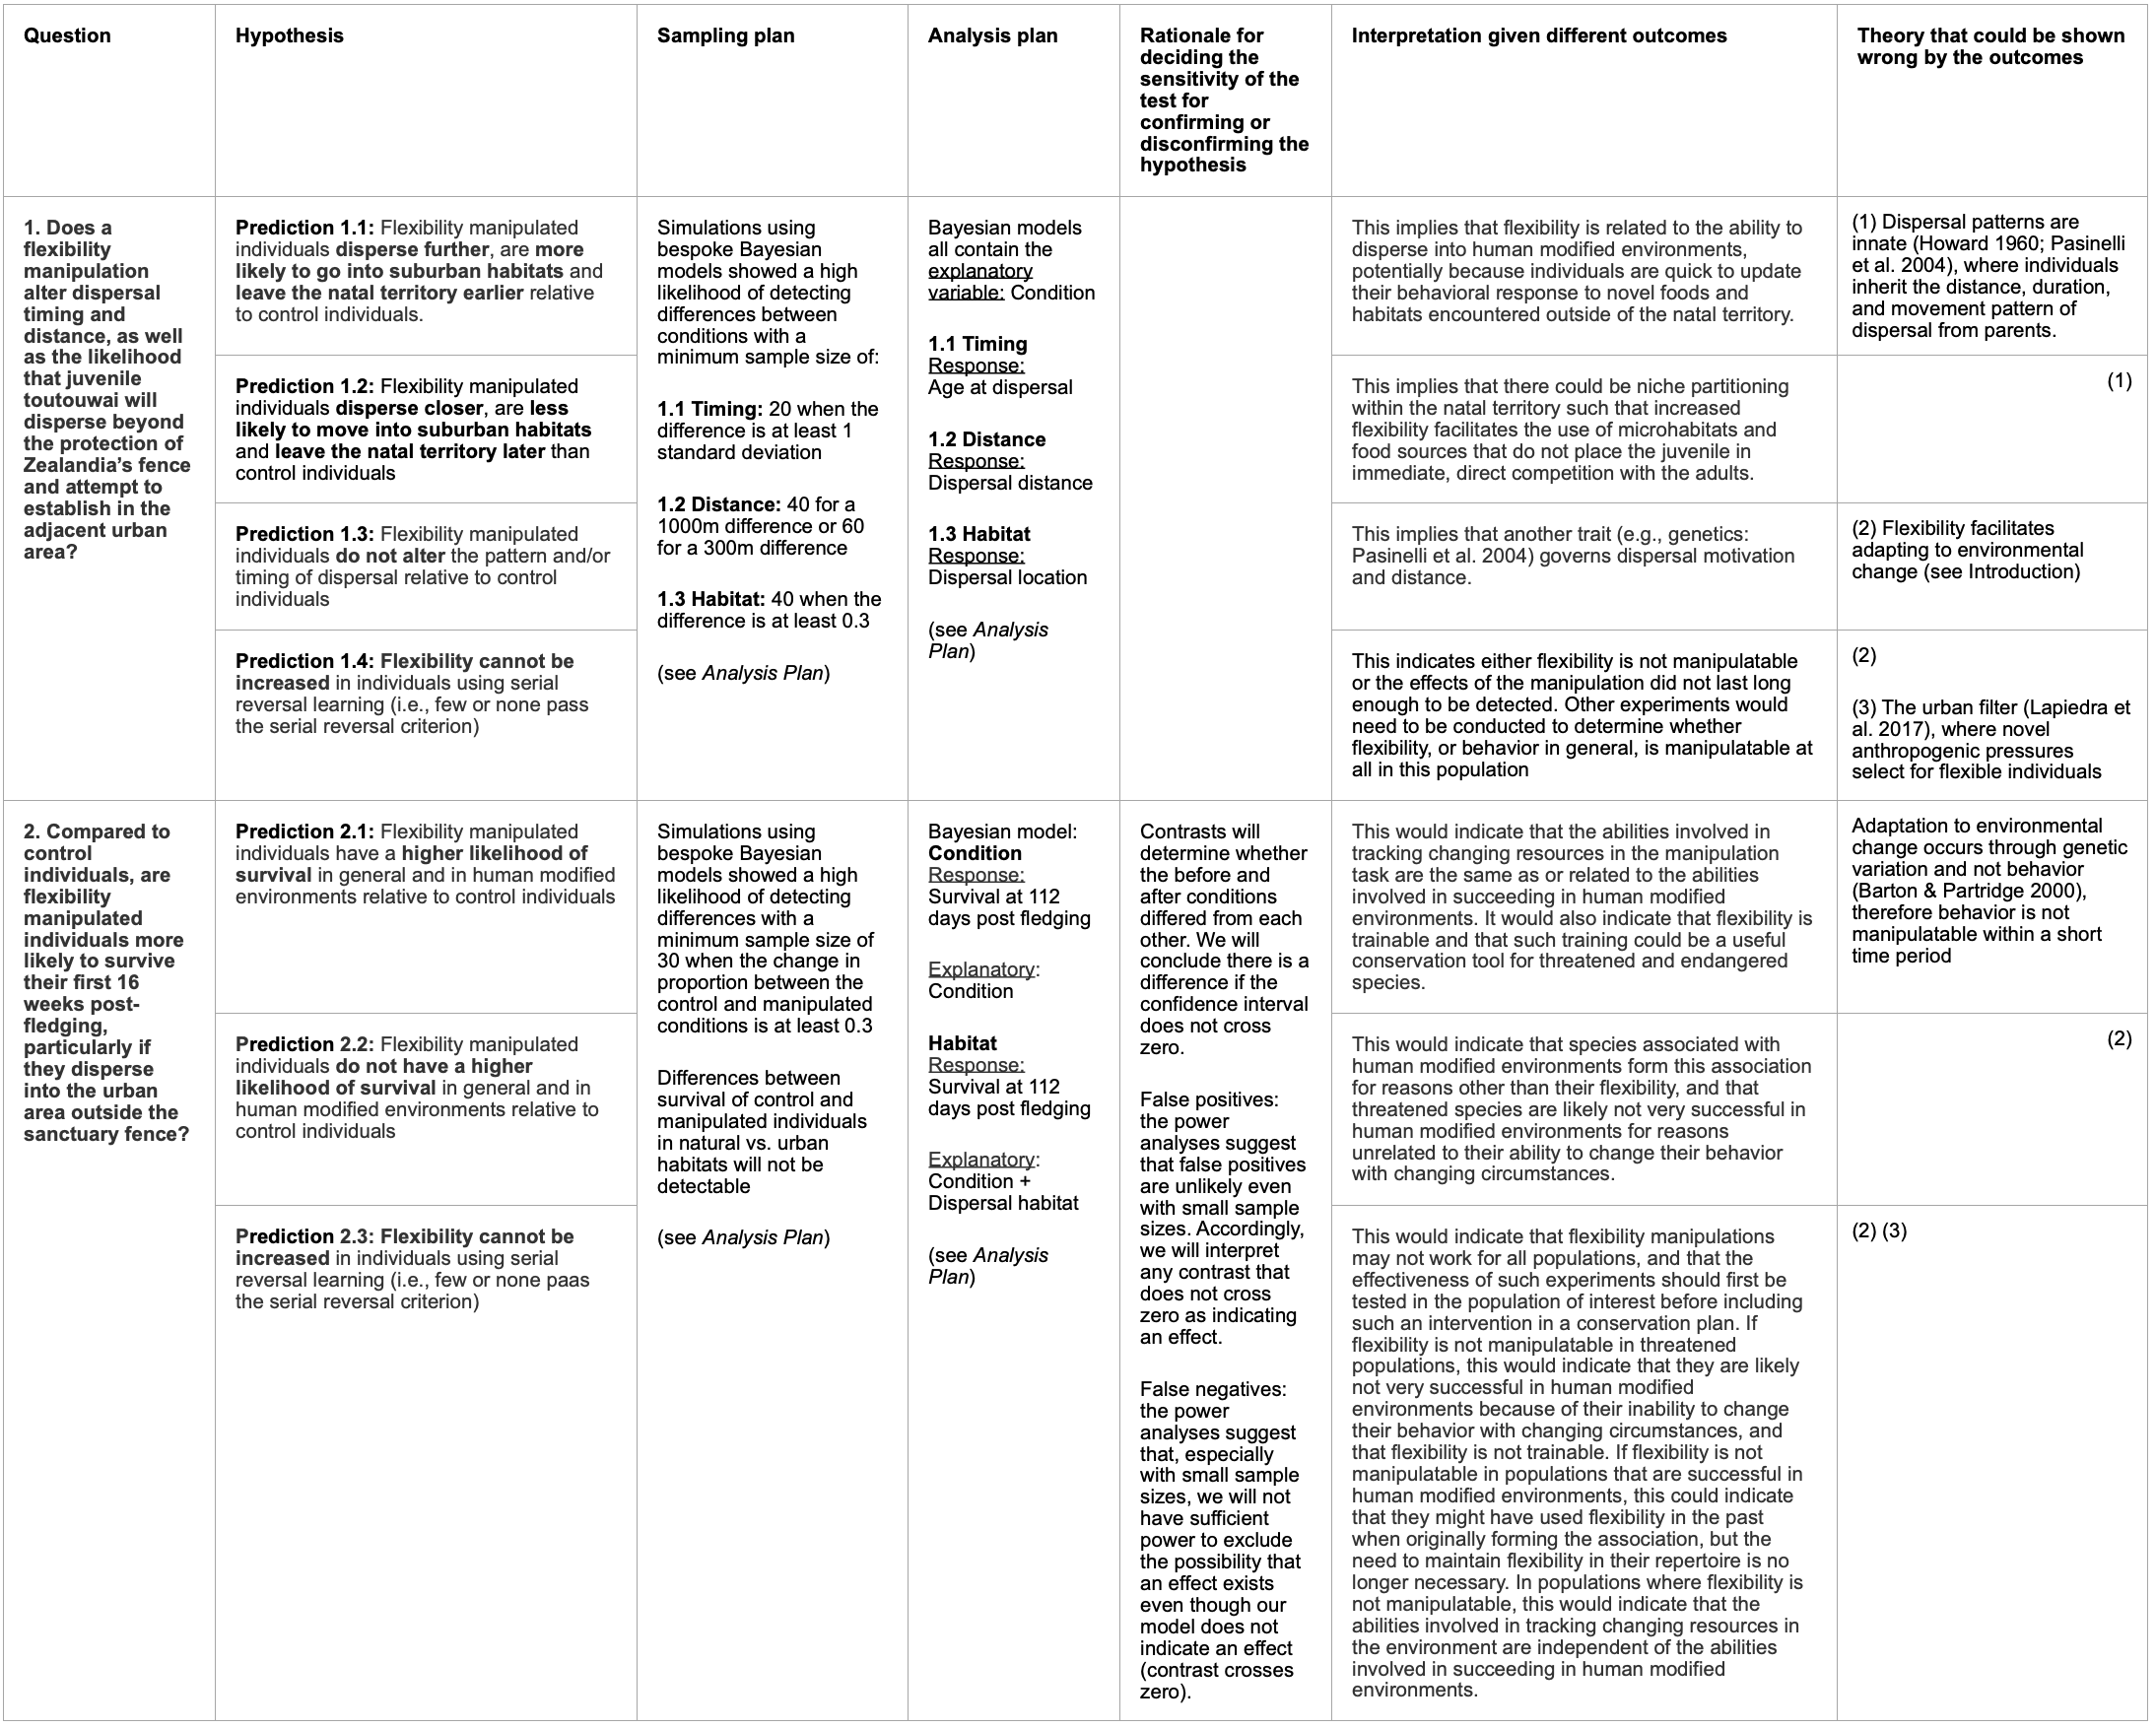 Question
Hypothesis
Sampling plan
Analysis plan
Rationale for
deciding the
sensitivity of the
test for
confirming or
disconfirming the
hypothesis
Interpretation given different outcomes
Theory that could be shown
wrong by the outcomes
1. Does a
flexibility
manipulation
alter dispersal
timing and
distance, as well
as the likelihood
that juvenile
toutouwai will
disperse beyond
the protection of
Zealandia’s fence
and attempt to
establish in the
adjacent urban
area?
Prediction 1.1: Flexibility manipulated
individuals disperse further, are more
likely to go into suburban habitats and
leave the natal territory earlier relative
to control individuals.
Prediction 1.2: Flexibility manipulated
individuals disperse closer, are less
likely to move into suburban habitats
and leave the natal territory later than
control individuals
Prediction 1.3: Flexibility manipulated
individuals do not alter the pattern and/or
timing of dispersal relative to control
individuals
Prediction 1.4: Flexibility cannot be
increased in individuals using serial
reversal learning (i.e., few or none pass
the serial reversal criterion)
Simulations using
bespoke Bayesian
models showed a high
likelihood of detecting
differences between
conditions with a
minimum sample size of:
1.1 Timing: 20 when the
difference is at least 1
standard deviation
1.2 Distance: 40 for a
1000m difference or 60
for a 300m difference
1.3 Habitat: 40 when the
difference is at least 0.3
(see Analysis Plan)
Bayesian models
all contain the
explanatory
variable: Condition
1.1 Timing
Response:
Age at dispersal
1.2 Distance
Response:
Dispersal distance
1.3 Habitat
Response:
Dispersal location
(see Analysis
Plan)
This implies that flexibility is related to the ability to
disperse into human modified environments,
potentially because individuals are quick to update
their behavioral response to novel foods and
habitats encountered outside of the natal territory.
This implies that there could be niche partitioning
within the natal territory such that increased
flexibility facilitates the use of microhabitats and
food sources that do not place the juvenile in
immediate, direct competition with the adults.
This implies that another trait (e.g., genetics:
Pasinelli et al. 2004) governs dispersal motivation
and distance.
This indicates either flexibility is not manipulatable
or the effects of the manipulation did not last long
enough to be detected. Other experiments would
need to be conducted to determine whether
flexibility, or behavior in general, is manipulatable at
all in this population
(1) Dispersal patterns are
innate (Howard 1960; Pasinelli
et al. 2004), where individuals
inherit the distance, duration,
and movement pattern of
dispersal from parents.
(1)
(2) Flexibility facilitates
adapting to environmental
change (see Introduction)
(2)
(3) The urban filter (Lapiedra et
al. 2017), where novel
anthropogenic pressures
select for flexible individuals
2. Compared to
control
individuals, are
flexibility
manipulated
individuals more
likely to survive
their first 16
weeks post-
fledging,
particularly if
they disperse
into the urban
area outside the
sanctuary fence?
Prediction 2.1: Flexibility manipulated
individuals have a higher likelihood of
survival in general and in human modified
environments relative to control individuals
Prediction 2.2: Flexibility manipulated
individuals do not have a higher
likelihood of survival in general and in
human modified environments relative to
control individuals
Prediction 2.3: Flexibility cannot be
increased in individuals using serial
reversal learning (i.e., few or none paas
the serial reversal criterion)
Simulations using
bespoke Bayesian
models showed a high
likelihood of detecting
differences with a
minimum sample size of
30 when the change in
proportion between the
control and manipulated
conditions is at least 0.3
Differences between
survival of control and
manipulated individuals
in natural vs. urban
habitats will not be
detectable
(see Analysis Plan)
Bayesian model:
Condition
Response:
Survival at 112
days post fledging
Explanatory:
Condition
Habitat
Response:
Survival at 112
days post fledging
Explanatory:
Condition +
Dispersal habitat
(see Analysis
Plan)
Contrasts will
determine whether
the before and
after conditions
differed from each
other. We will
conclude there is a
difference if the
confidence interval
does not cross
zero.
False positives:
the power
analyses suggest
that false positives
are unlikely even
with small sample
sizes. Accordingly,
we will interpret
any contrast that
does not cross
zero as indicating
an effect.
False negatives:
the power
analyses suggest
that, especially
with small sample
sizes, we will not
have sufficient
power to exclude
the possibility that
an effect exists
even though our
model does not
indicate an effect
(contrast crosses
zero).
This would indicate that the abilities involved in
tracking changing resources in the manipulation
task are the same as or related to the abilities
involved in succeeding in human modified
environments. It would also indicate that flexibility is
trainable and that such training could be a useful
conservation tool for threatened and endangered
species.
This would indicate that species associated with
human modified environments form this association
for reasons other than their flexibility, and that
threatened species are likely not very successful in
human modified environments for reasons
unrelated to their ability to change their behavior
with changing circumstances.
This would indicate that flexibility manipulations
may not work for all populations, and that the
effectiveness of such experiments should first be
tested in the population of interest before including
such an intervention in a conservation plan. If
flexibility is not manipulatable in threatened
populations, this would indicate that they are likely
not very successful in human modified
environments because of their inability to change
their behavior with changing circumstances, and
that flexibility is not trainable. If flexibility is not
manipulatable in populations that are successful in
human modified environments, this could indicate
that they might have used flexibility in the past
when originally forming the association, but the
need to maintain flexibility in their repertoire is no
longer necessary. In populations where flexibility is
not manipulatable, this would indicate that the
abilities involved in tracking changing resources in
the environment are independent of the abilities
involved in succeeding in human modified
environments.
Adaptation to environmental
change occurs through genetic
variation and not behavior
(Barton & Partridge 2000),
therefore behavior is not
manipulatable within a short
time period
(2)
(2) (3)